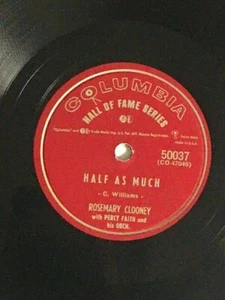 COLUMBIA
HALL OF FAME SERIES
50037
(CO 47046)
HALF AS MUCH
- C. Williams -
ROSEMARY CLOONEY
with PERCY FAITH and
his ORCH.